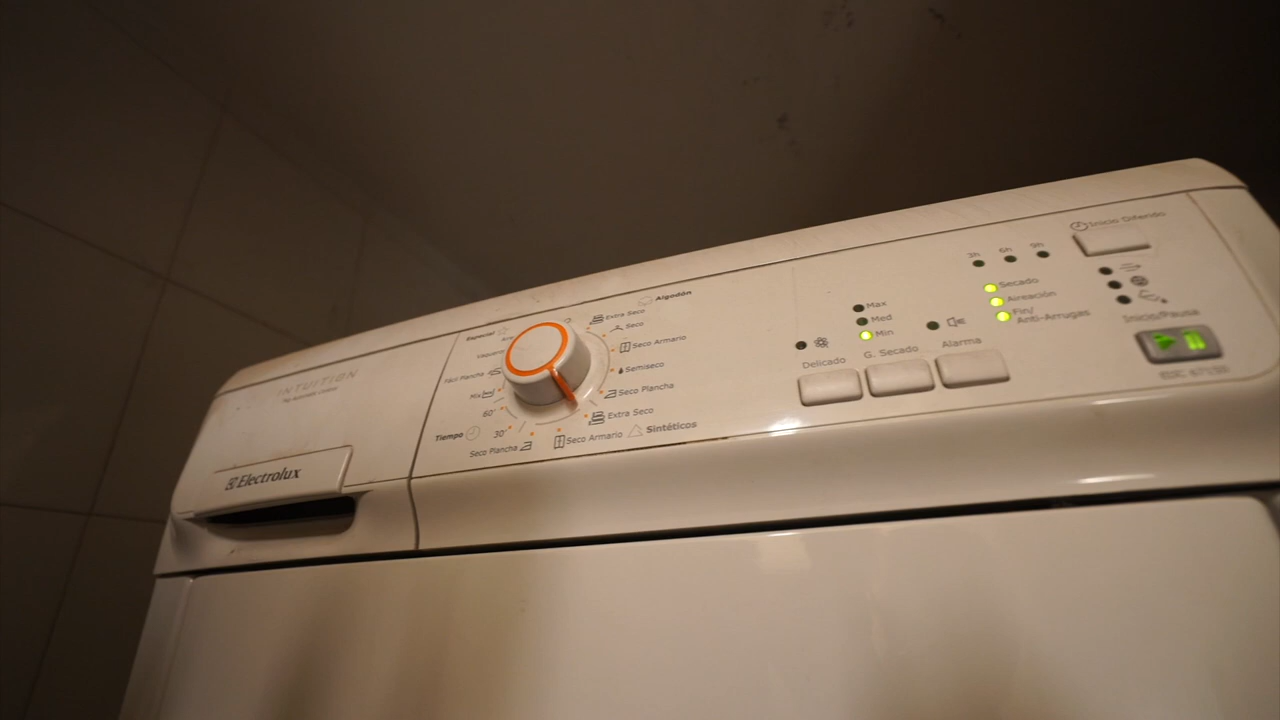 INTUITION
Electrolux
Algodón
Extra Seco
Seco
Seco Armario
Semiseco
Seco Plancha
Extra Seco
Sintéticos
Seco Armario
Seco Plancha
Tiempo
30'
60'
Mix
Fácil Plancha
Vaquero
Especial
Delicado
Max
Med
Min
G. Secado
Alarma
3h 6h 9h
Secado
Aireación
Fin/
Anti-Arrugas
Inicio Diferido
Inicio/Pausa